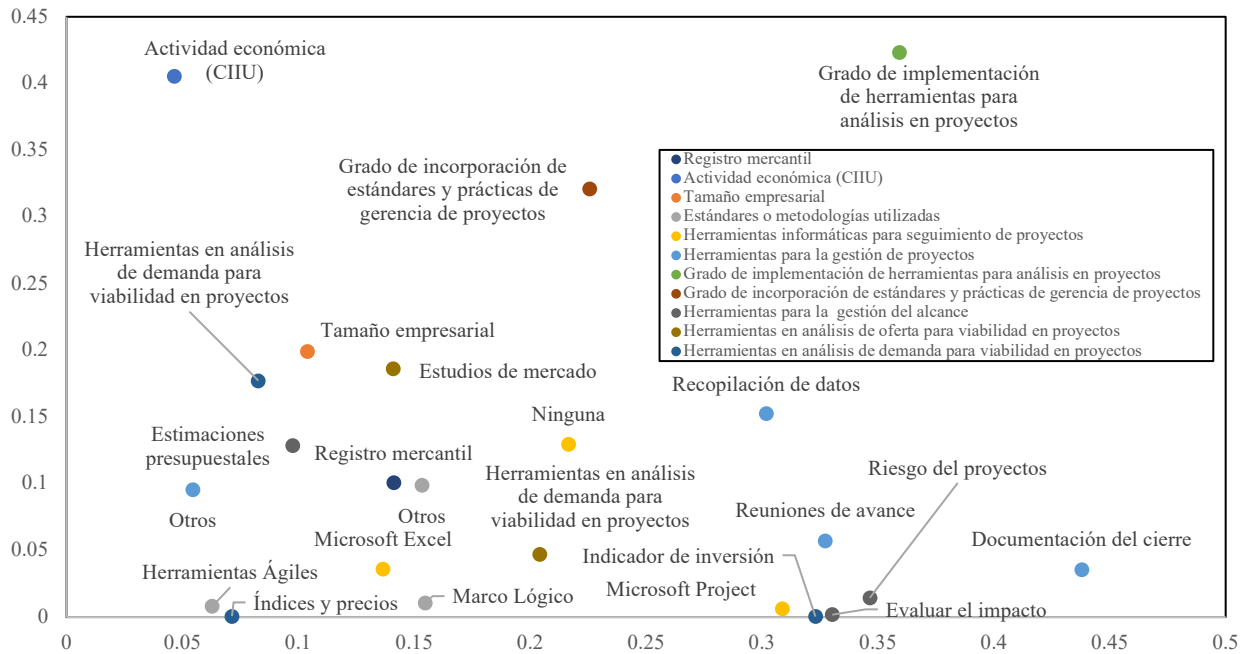 0.45
0.4
0.35
0.3
0.25
0.2
0.15
0.1
0.05
0
Actividad económica
(CIIU)
Grado de implementación
de herramientas para
análisis en proyectos
Grado de incorporación de
estándares y prácticas de
gerencia de proyectos
Registro mercantil
Actividad económica (CIIU)
Tamaño empresarial
Estándares o metodologías utilizadas
Herramientas informáticas para seguimiento de proyectos
Herramientas para la gestión de proyectos
Grado de implementación de herramientas para análisis en proyectos
Grado de incorporación de estándares y prácticas de gerencia de proyectos
Herramientas para la  gestión del alcance
Herramientas en análisis de oferta para viabilidad en proyectos
Herramientas en análisis de demanda para viabilidad en proyectos
Herramientas en análisis
de demanda para
viabilidad en proyectos
Tamaño empresarial
Estudios de mercado
Recopilación de datos
Ninguna
Estimaciones
presupuestales
Registro mercantil
Herramientas en análisis
de demanda para
viabilidad en proyectos
Riesgo del proyectos
Otros
Otros
Reuniones de avance
Documentación del cierre
Microsoft Excel
Indicador de inversión
Herramientas Ágiles
Índices y precios
Marco Lógico
Microsoft Project
Evaluar el impacto
0
0.05
0.1
0.15
0.2
0.25
0.3
0.35
0.4
0.45
0.5